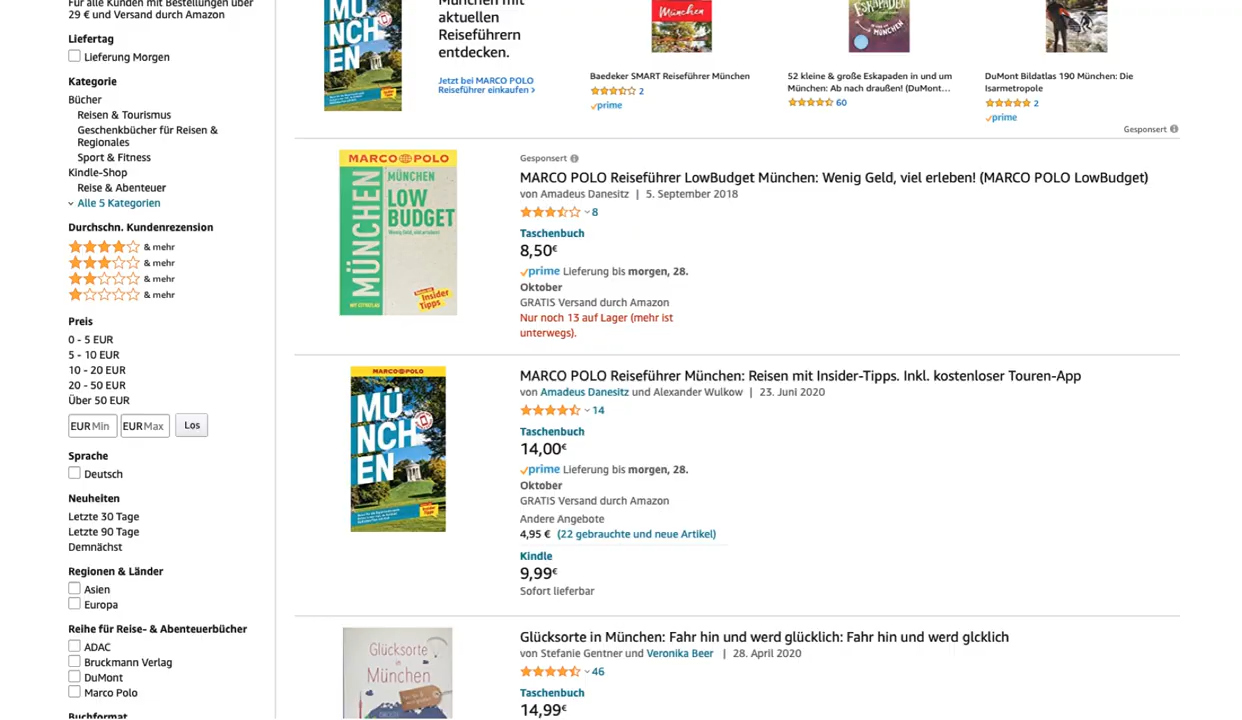 Für alle Kunden mit Bestellungen über
29 € und Versand durch Amazon
Liefertag
Lieferung Morgen
Kategorie
Bücher
Reisen & Tourismus
Geschenkbücher für Reisen &
Regionales
Sport & Fitness
Kindle-Shop
Reise & Abenteuer
Alle 5 Kategorien
Durchschn. Kundenrezension
& mehr
& mehr
& mehr
& mehr
Preis
0 - 5 EUR
5 - 10 EUR
10 - 20 EUR
20 - 50 EUR
Über 50 EUR
EUR Min EUR Max Los
Sprache
Deutsch
Neuheiten
Letzte 30 Tage
Letzte 90 Tage
Demnächst
Regionen & Länder
Asien
Europa
Reihe für Reise- & Abenteuerbücher
ADAC
Bruckmann Verlag
DuMont
Marco Polo
Buchformat
MÜ
NCH
EN
München mit
aktuellen
Reiseführern
entdecken.
Jetzt bei MARCO POLO
Reiseführer einkaufen ›
München
Baedeker SMART Reiseführer München
2
prime
ESKAPADEN
MÜNCHEN
52 kleine & große Eskapaden in und um
München: Ab nach draußen! (DuMont…
60
DuMont Bildatlas 190 München: Die
Isarmetropole
2
prime
Gesponsert
MARCO POLO
MÜNCHEN
MÜNCHEN
LOW
BUDGET
Wenig Geld, viel erleben!
MIT CITYATLAS
Insider
Tipps
Gesponsert
MARCO POLO Reiseführer LowBudget München: Wenig Geld, viel erleben! (MARCO POLO LowBudget)
von Amadeus Danesitz | 5. September 2018
8
Taschenbuch
8,50€
prime Lieferung bis morgen, 28.
Oktober
GRATIS Versand durch Amazon
Nur noch 13 auf Lager (mehr ist
unterwegs).
MARCO POLO
MÜ
NCH
EN
MARCO POLO Reiseführer München: Reisen mit Insider-Tipps. Inkl. kostenloser Touren-App
von Amadeus Danesitz und Alexander Wulkow | 23. Juni 2020
14
Taschenbuch
14,00€
prime Lieferung bis morgen, 28.
Oktober
GRATIS Versand durch Amazon
Andere Angebote
4,95 € (22 gebrauchte und neue Artikel)
Kindle
9,99€
Sofort lieferbar
Glücksorte
in
München
Glücksorte in München: Fahr hin und werd glücklich: Fahr hin und werd glcklich
von Stefanie Gentner und Veronika Beer | 28. April 2020
46
Taschenbuch
14,99€